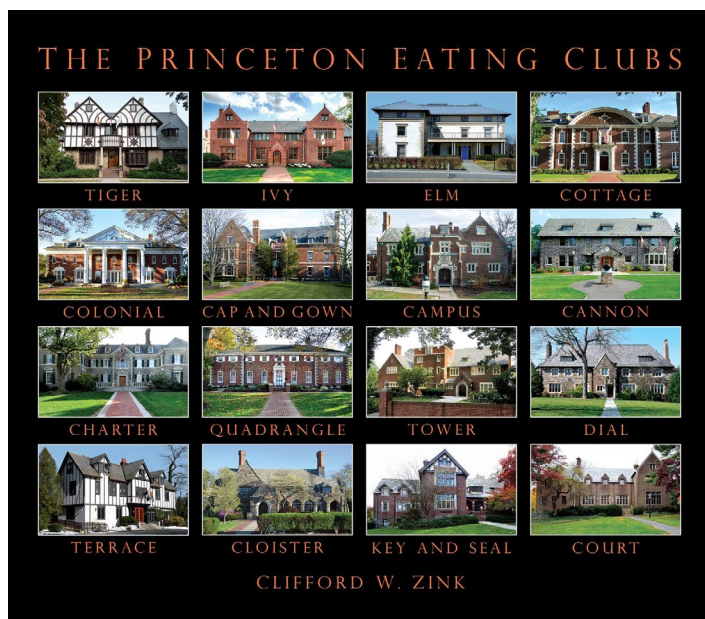 THE PRINCETON EATING CLUBS
TIGER IVY ELM COTTAGE
COLONIAL CAP AND GOWN CAMPUS CANNON
CHARTER QUADRANGLE TOWER DIAL
TERRACE CLOISTER KEY AND SEAL COURT
CLIFFORD W. ZINK